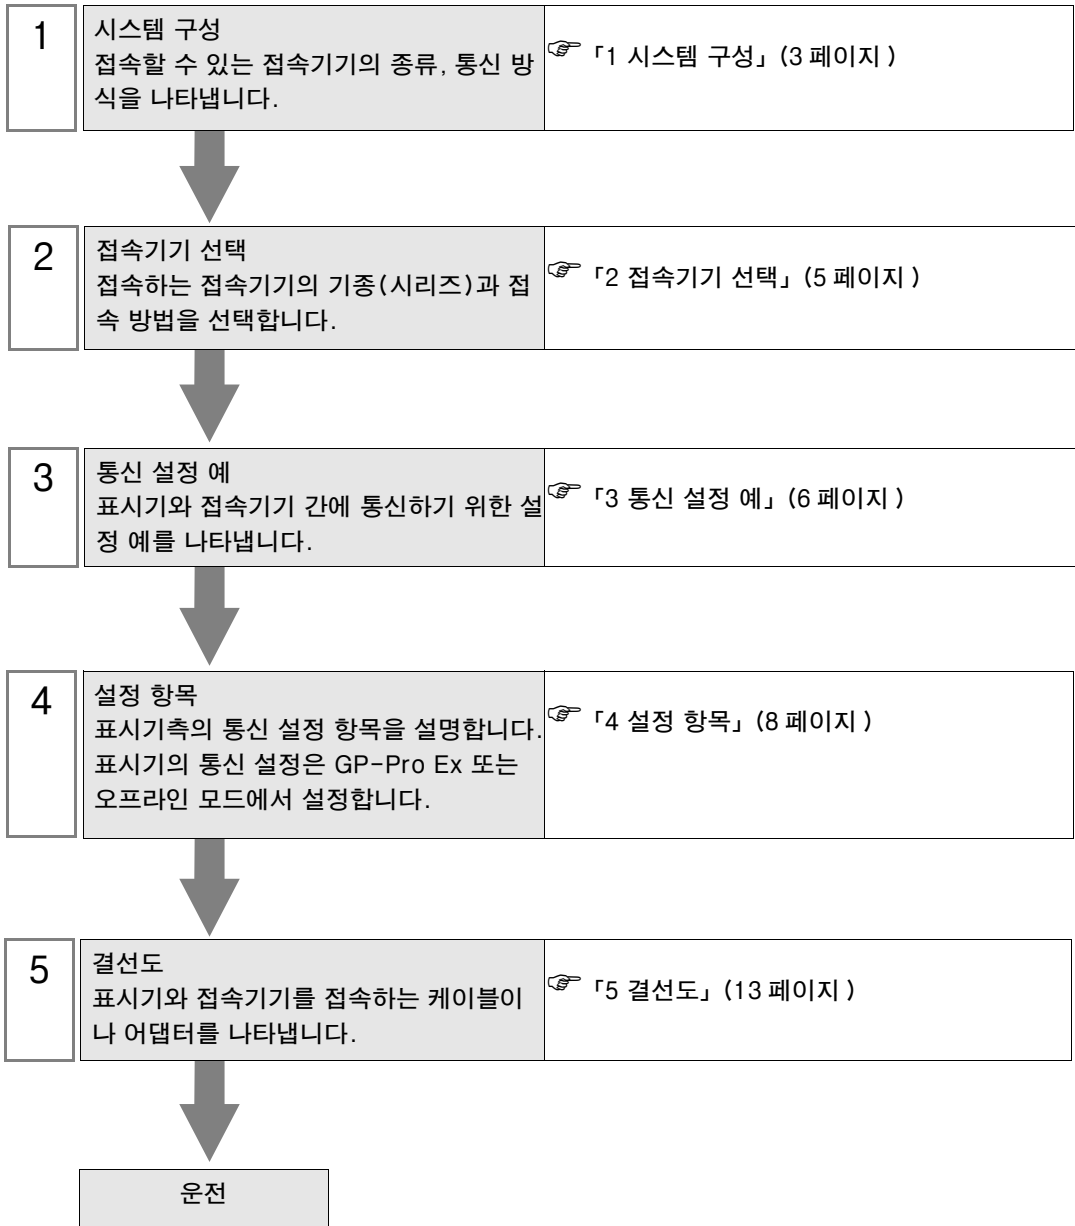 1
시스템 구성
접속할 수 있는 접속기기의 종류, 통신 방
식을 나타냅니다.
☞ 「1 시스템 구성」 (3 페이지 )
2
접속기기 선택
접속하는 접속기기의 기종(시리즈)과 접
속 방법을 선택합니다.
☞ 「2 접속기기 선택」 (5 페이지 )
3
통신 설정 예
표시기와 접속기기 간에 통신하기 위한 설
정 예를 나타냅니다.
☞ 「3 통신 설정 예」 (6 페이지 )
4
설정 항목
표시기측의 통신 설정 항목을 설명합니다.
표시기의 통신 설정은 GP-Pro Ex 또는
오프라인 모드에서 설정합니다.
☞ 「4 설정 항목」 (8 페이지 )
5
결선도
표시기와 접속기기를 접속하는 케이블이
나 어댑터를 나타냅니다.
☞ 「5 결선도」 (13 페이지 )
운전